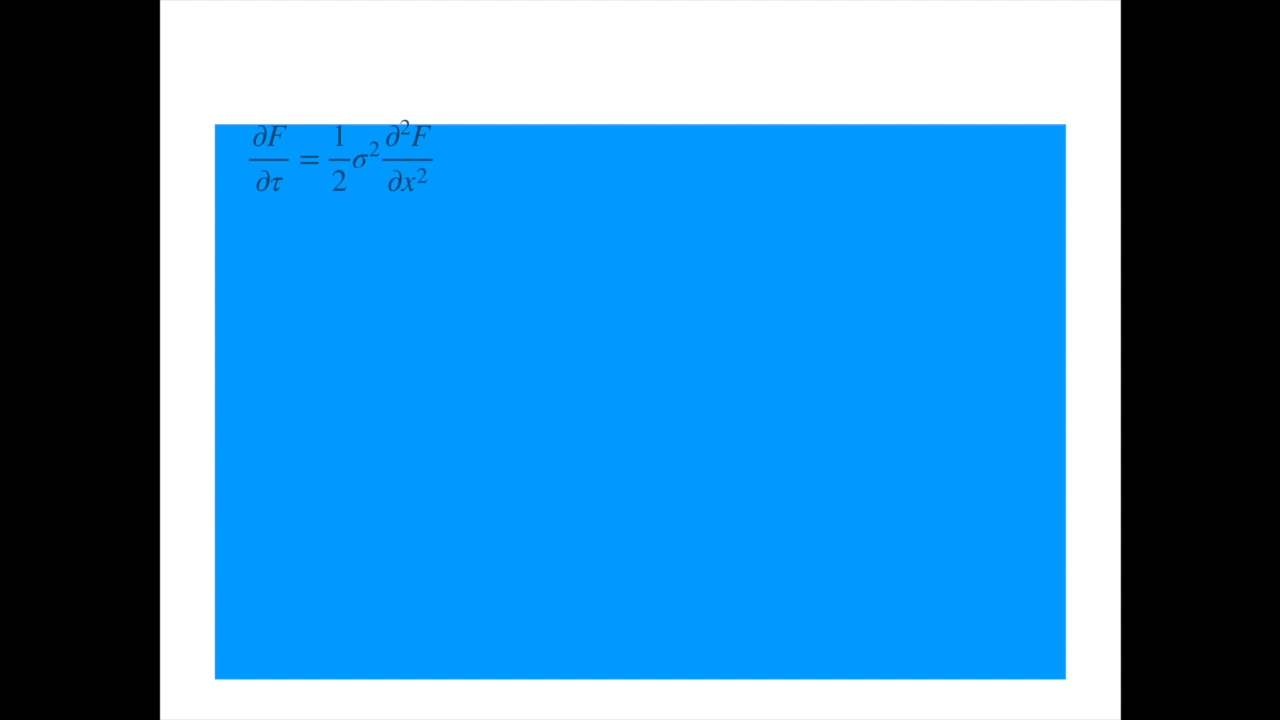 ∂F/∂τ = 1/2 σ² ∂²F/∂x²